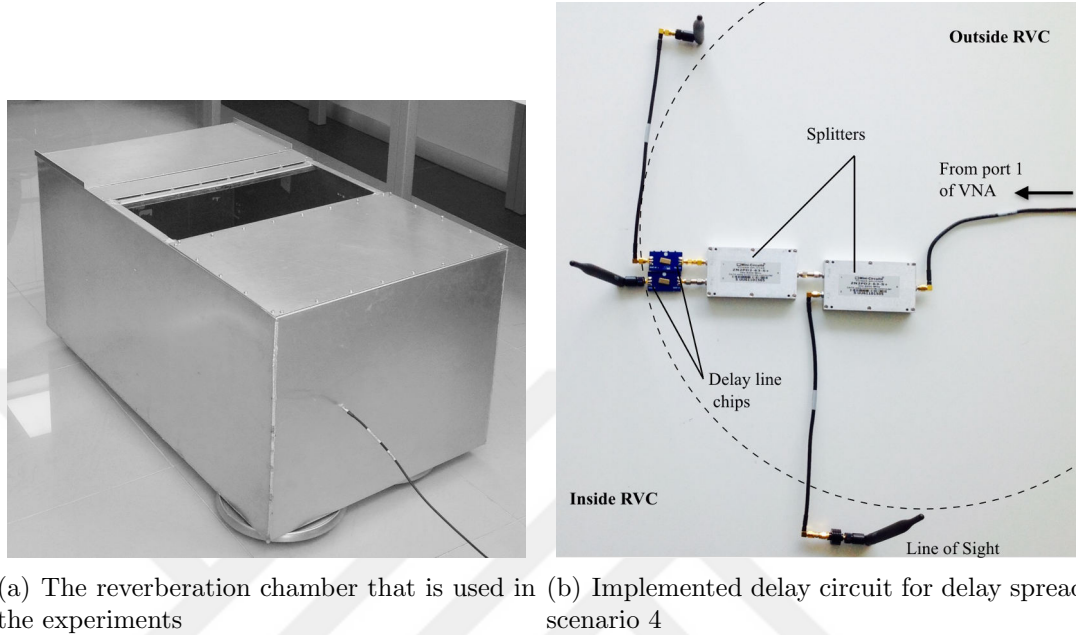 Outside RVC
Splitters
From port 1
of VNA
Delay line
chips
Inside RVC
Line of Sight
(a) The reverberation chamber that is used in
the experiments
(b) Implemented delay circuit for delay spread
scenario 4